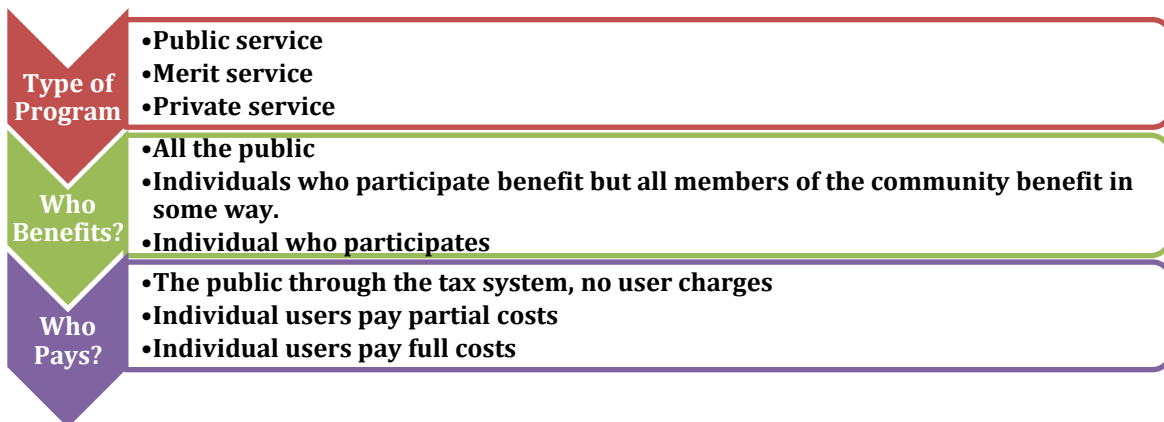 Type of
Program
•Public service
•Merit service
•Private service
Who
Benefits?
•All the public
•Individuals who participate benefit but all members of the community benefit in
some way.
•Individual who participates
Who
Pays?
•The public through the tax system, no user charges
•Individual users pay partial costs
•Individual users pay full costs